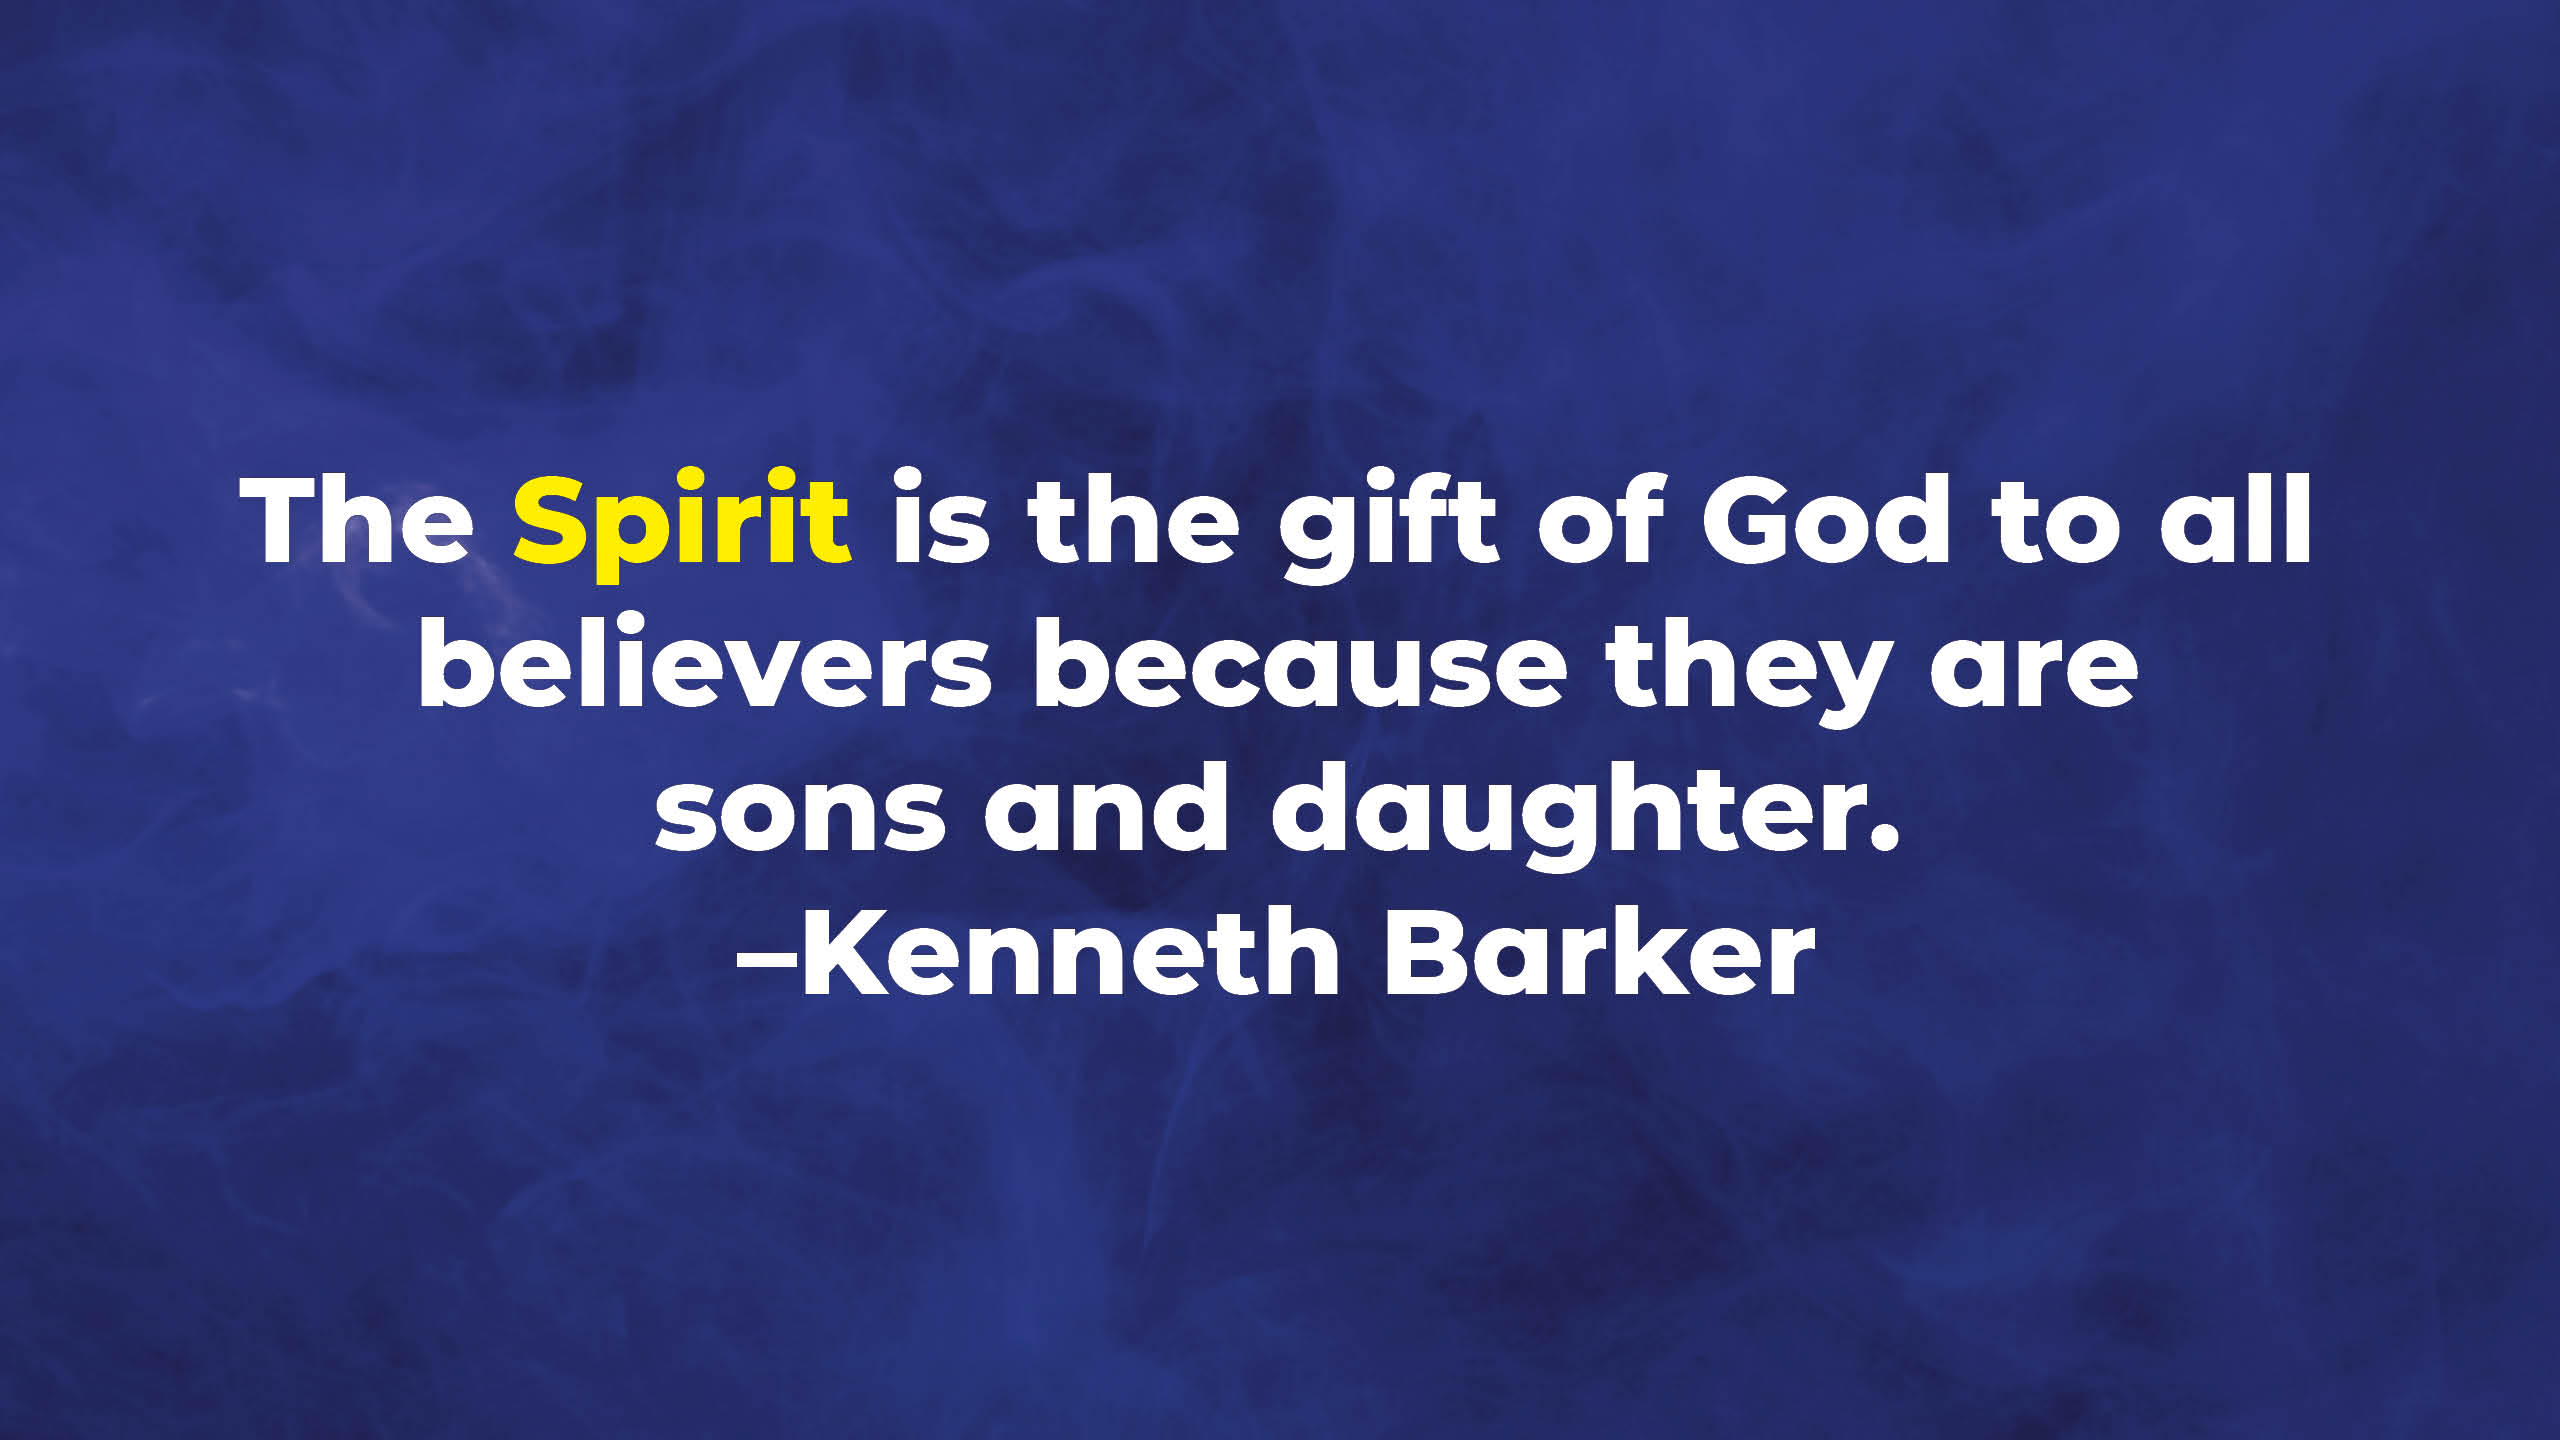 The Spirit is the gift of God to all
believers because they are
sons and daughter.
–Kenneth Barker